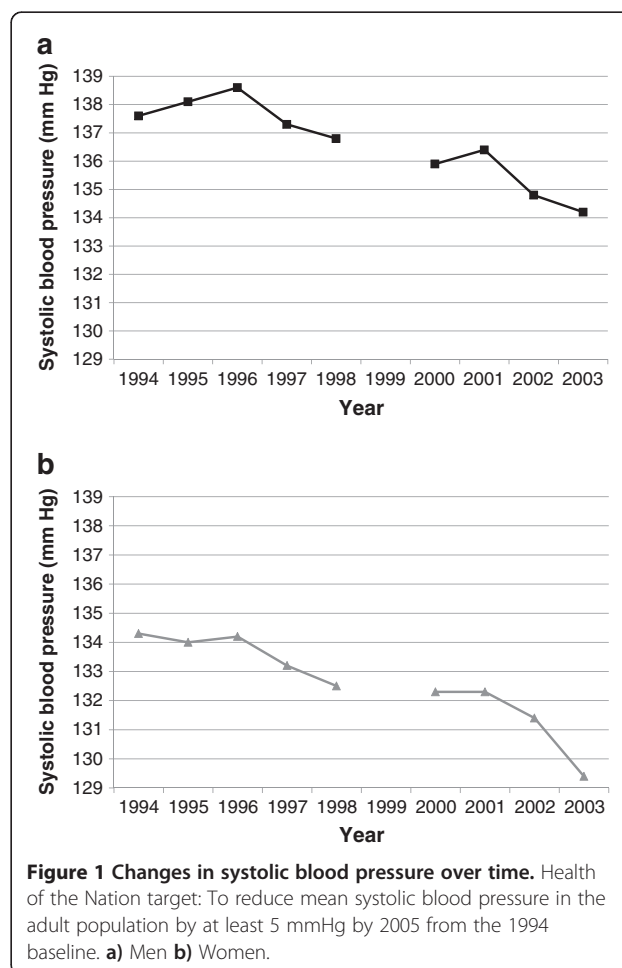 a
Systolic blood pressure (mm Hg)
139
138
137
136
135
134
133
132
131
130
129
1994 1995 1996 1997 1998 1999 2000 2001 2002 2003
Year
b
Systolic blood pressure (mm Hg)
139
138
137
136
135
134
133
132
131
130
129
1994 1995 1996 1997 1998 1999 2000 2001 2002 2003
Year
Figure 1 Changes in systolic blood pressure over time. Health
of the Nation target: To reduce mean systolic blood pressure in the
adult population by at least 5 mmHg by 2005 from the 1994
baseline. a) Men b) Women.